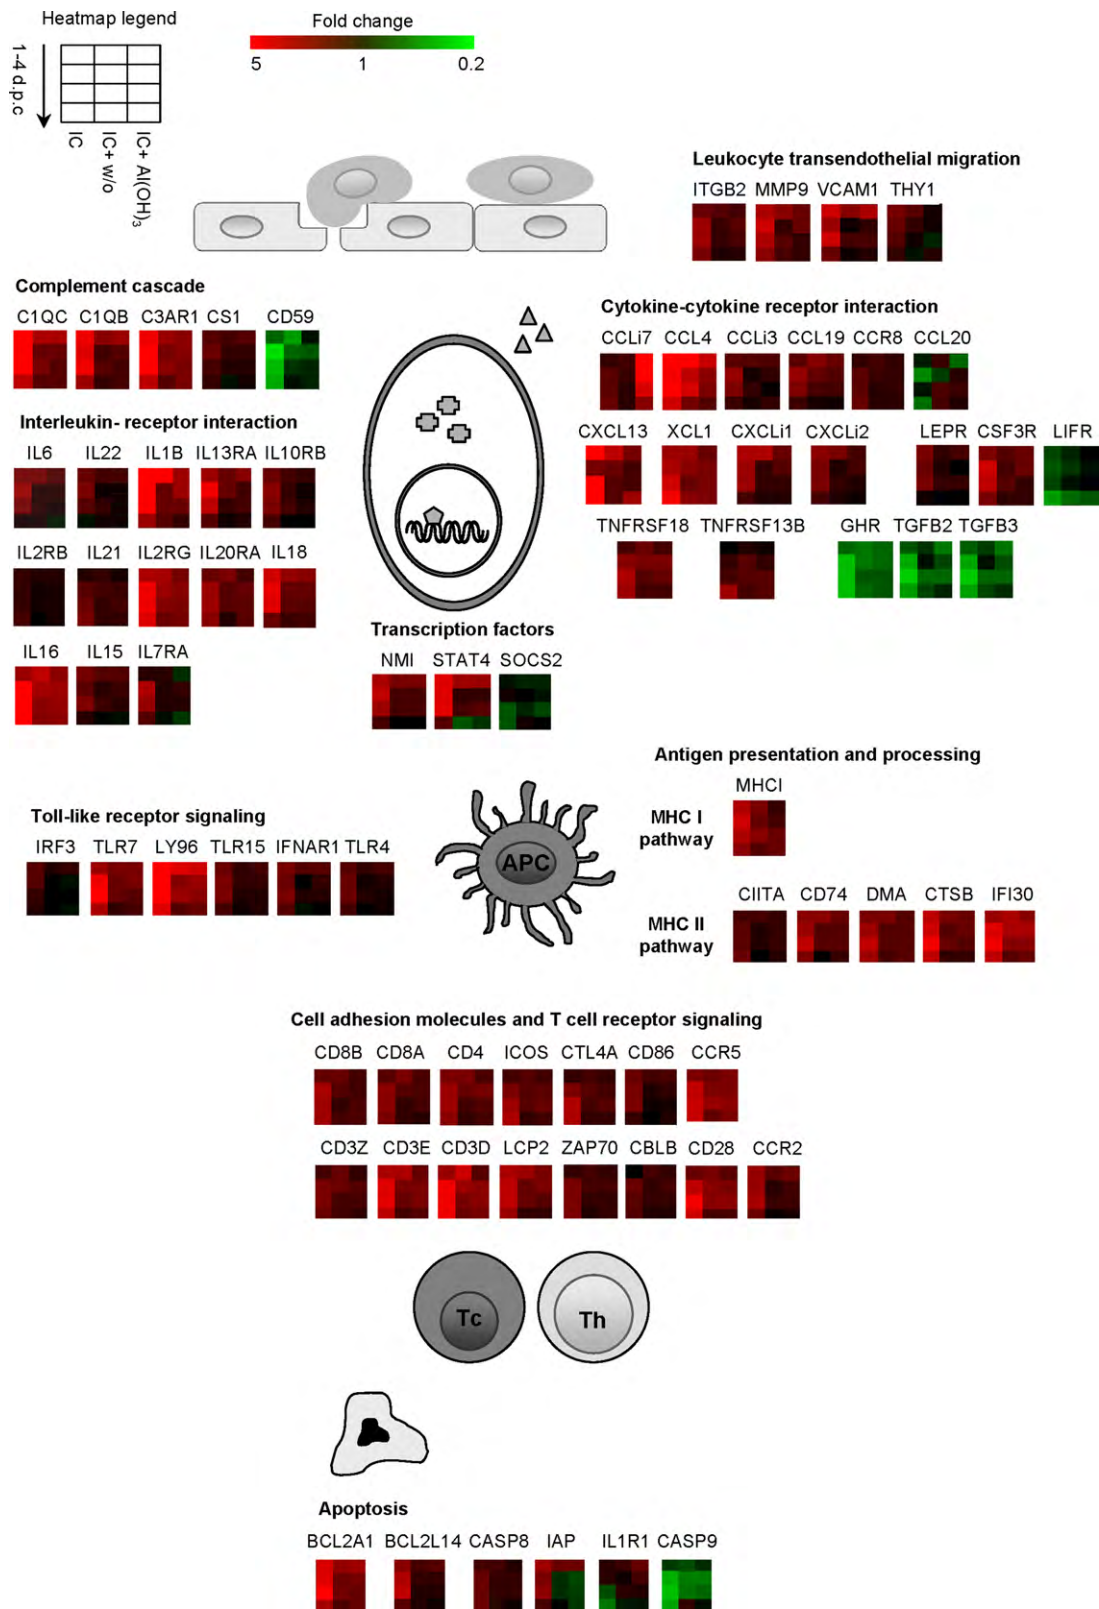 Heatmap legend
1-4 d.p.c
IC
IC+ w/o
IC+ Al(OH)3
Fold change
5 1 0.2
Leukocyte transendothelial migration
ITGB2 MMP9 VCAM1 THY1
Complement cascade
C1QC C1QB C3AR1 CS1 CD59
Cytokine-cytokine receptor interaction
CCLi7 CCL4 CCLi3 CCL19 CCR8 CCL20
CXCL13 XCL1 CXCLi1 CXCLi2 LEPR CSF3R LIFR
TNFRSF18 TNFRSF13B GHR TGFB2 TGFB3
Interleukin- receptor interaction
IL6 IL22 IL1B IL13RA IL10RB
IL2RB IL21 IL2RG IL20RA IL18
IL16 IL15 IL7RA
Transcription factors
NMI STAT4 SOCS2
Antigen presentation and processing
MHCI
MHC I
pathway
CIITA CD74 DMA CTSB IFI30
MHC II
pathway
Toll-like receptor signaling
IRF3 TLR7 LY96 TLR15 IFNAR1 TLR4
APC
Cell adhesion molecules and T cell receptor signaling
CD8B CD8A CD4 ICOS CTL4A CD86 CCR5
CD3Z CD3E CD3D LCP2 ZAP70 CBLB CD28 CCR2
Tc Th
Apoptosis
BCL2A1 BCL2L14 CASP8 IAP IL1R1 CASP9